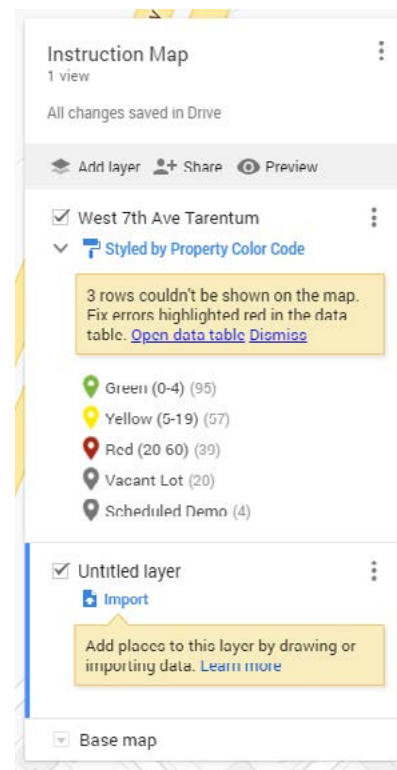 Instruction Map
1 view
All changes saved in Drive
Add layer Share Preview
West 7th Ave Tarentum
Styled by Property Color Code
3 rows couldn't be shown on the map.
Fix errors highlighted red in the data
table. Open data table Dismiss
Green (0-4) (95)
Yellow (5-19) (57)
Red (20 60) (39)
Vacant Lot (20)
Scheduled Demo (4)
Untitled layer
Import
Add places to this layer by drawing or
importing data. Learn more
Base map